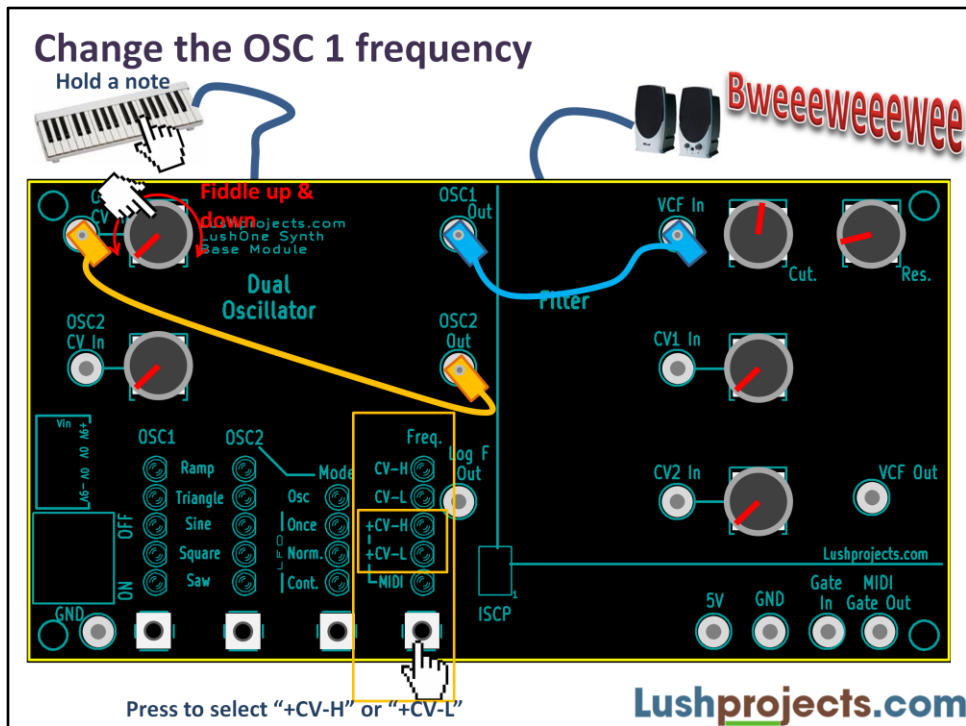 Change the OSC 1 frequency
Hold a note
Bweeeweeewee
Fiddle up &
down
CV
LushOne Synth
Base Module
OSC1
Out
VCF In
Cut.
Res.
Dual
Oscillator
Filter
OSC2
CV In
OSC2
Out
CV1 In
Vin
OSC1
OSC2
Freq.
Log F
Out
CV2 In
VCF Out
Ramp
Mode
CV-H
Triangle
Osc
CV-L
OFF
Sine
Once
+CV-H
LFO
Square
Norm.
+CV-L
ON
Saw
Cont.
MIDI
Lushprojects.com
GND
ISCP
1
5V
GND
Gate
In
MIDI
Gate Out
Press to select “+CV-H” or “+CV-L”
Lushprojects.com